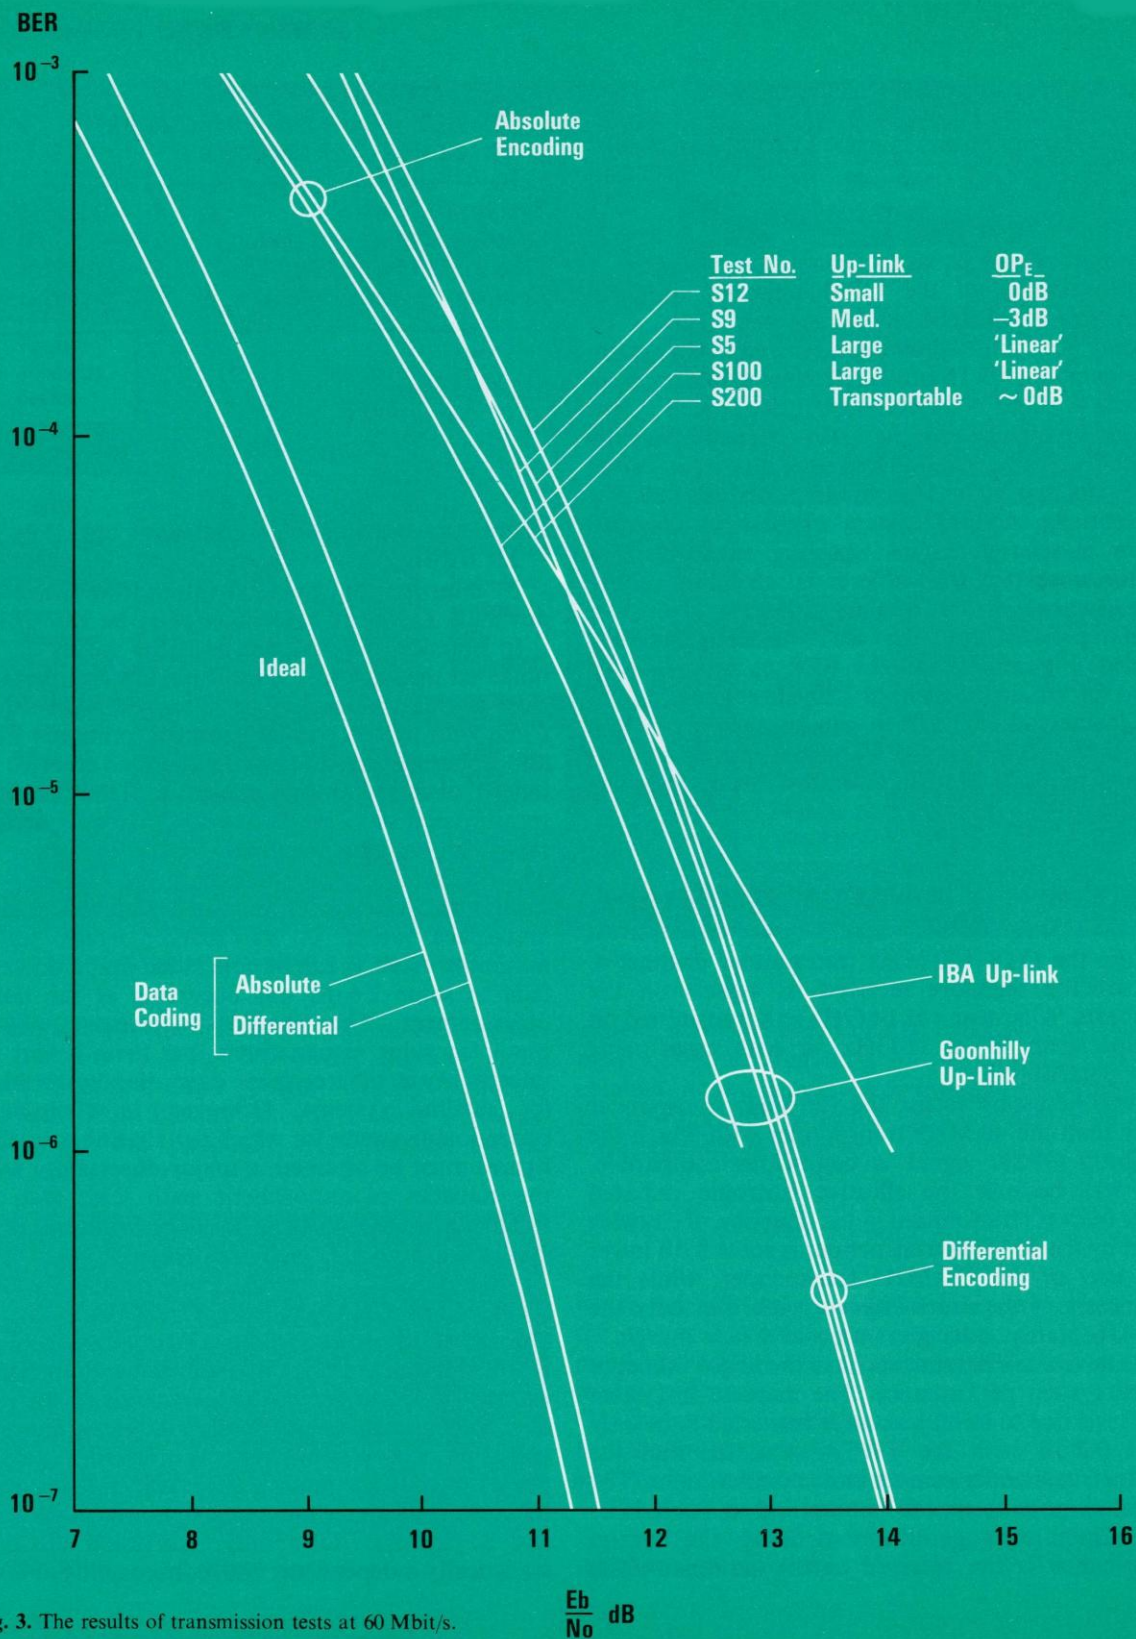 BER
10⁻³
Absolute
Encoding
Test No. Up-link OPE
S12 Small 0dB
S9 Med. –3dB
S5 Large 'Linear'
S100 Large 'Linear'
S200 Transportable ~ 0dB
10⁻⁴
Ideal
10⁻⁵
IBA Up-link
Data
Coding
Absolute
Differential
Goonhilly
Up-Link
10⁻⁶
Differential
Encoding
10⁻⁷
7 8 9 10 11 12 13 14 15 16
Eb
No dB
g. 3. The results of transmission tests at 60 Mbit/s.